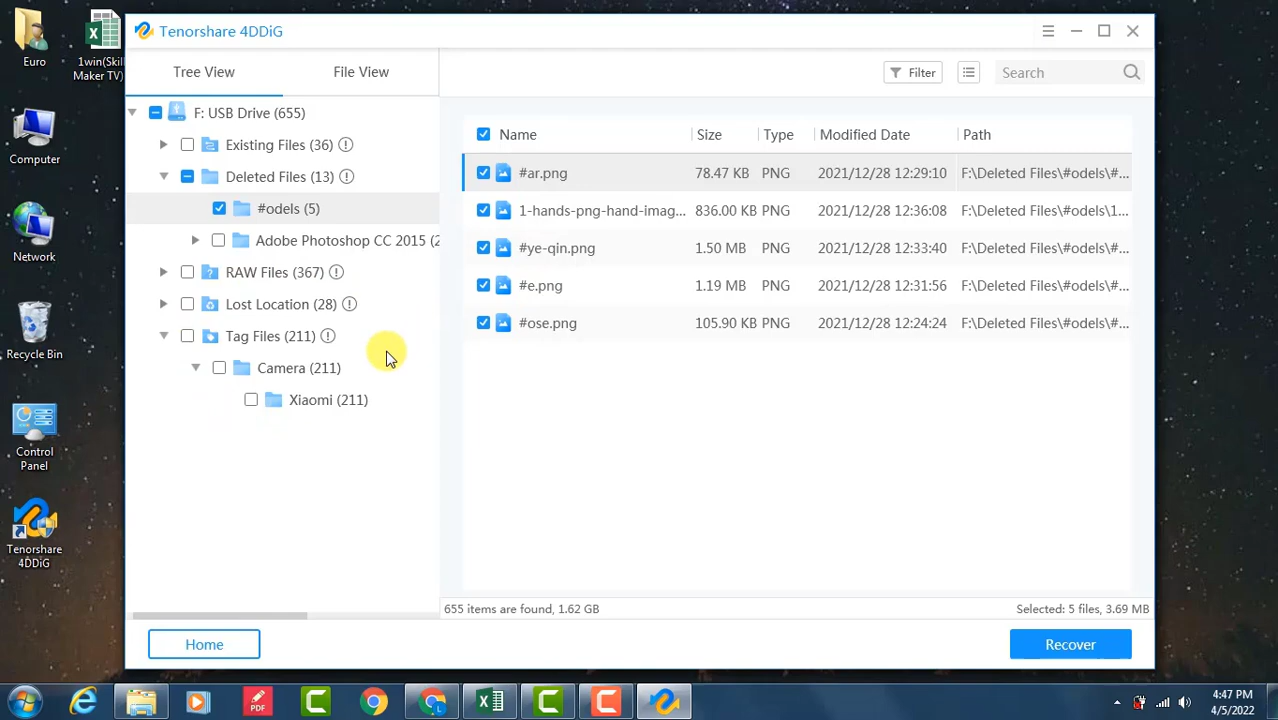 Tenorshare 4DDiG
Euro
1win(Skill
Maker TV)
Computer
Network
Recycle Bin
Control
Panel
Tenorshare
4DDiG
Tree View
File View
F: USB Drive (655)
Existing Files (36)
Deleted Files (13)
#odels (5)
Adobe Photoshop CC 2015 (2
RAW Files (367)
Lost Location (28)
Tag Files (211)
Camera (211)
Xiaomi (211)
Filter
Search
Name Size Type Modified Date Path
#ar.png 78.47 KB PNG 2021/12/28 12:29:10 F:\Deleted Files\#odels\#...
1-hands-png-hand-imag... 836.00 KB PNG 2021/12/28 12:36:08 F:\Deleted Files\#odels\1...
#ye-qin.png 1.50 MB PNG 2021/12/28 12:33:40 F:\Deleted Files\#odels\#...
#e.png 1.19 MB PNG 2021/12/28 12:31:56 F:\Deleted Files\#odels\#...
#ose.png 105.90 KB PNG 2021/12/28 12:24:24 F:\Deleted Files\#odels\#...
655 items are found, 1.62 GB
Selected: 5 files, 3.69 MB
Home
Recover
PDF
4:47 PM
4/5/2022